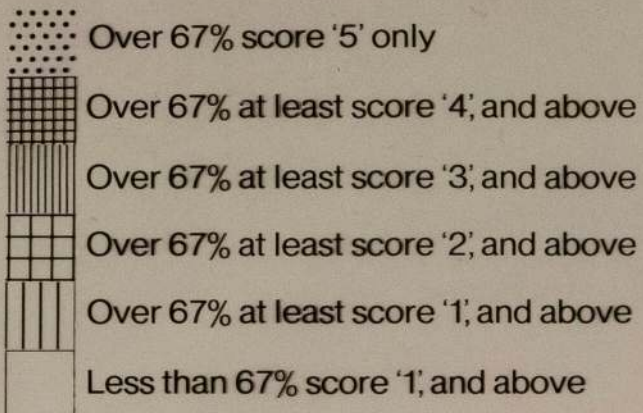 Over 67% score ‘5’ only
Over 67% at least score ‘4’, and above
Over 67% at least score ‘3’, and above
Over 67% at least score ‘2’, and above
Over 67% at least score ‘1’, and above
Less than 67% score ‘1’, and above